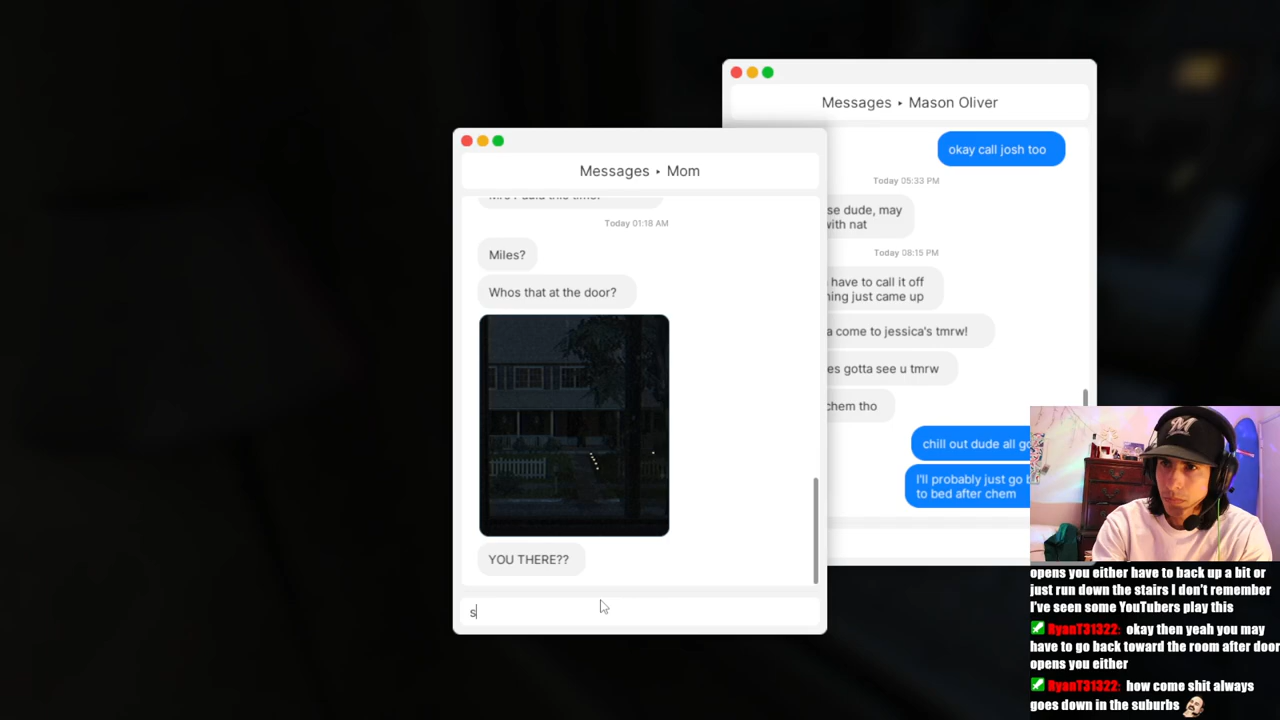 Messages ▸ Mason Oliver
okay call josh too
Today 05:33 PM
se dude, may
with nat
Today 08:15 PM
have to call it off
ning just came up
a come to jessica's tmrw!
es gotta see u tmrw
chem tho
chill out dude all go
I'll probably just go b
to bed after chem
Messages ▸ Mom
Today 01:18 AM
Miles?
Whos that at the door?
YOU THERE??
s
opens you either have to back up a bit or
just run down the stairs I don't remember
I've seen some YouTubers play this
RyanT31322: okay then yeah you may
have to go back toward the room after door
opens you either
RyanT31322: how come shit always
goes down in the suburbs